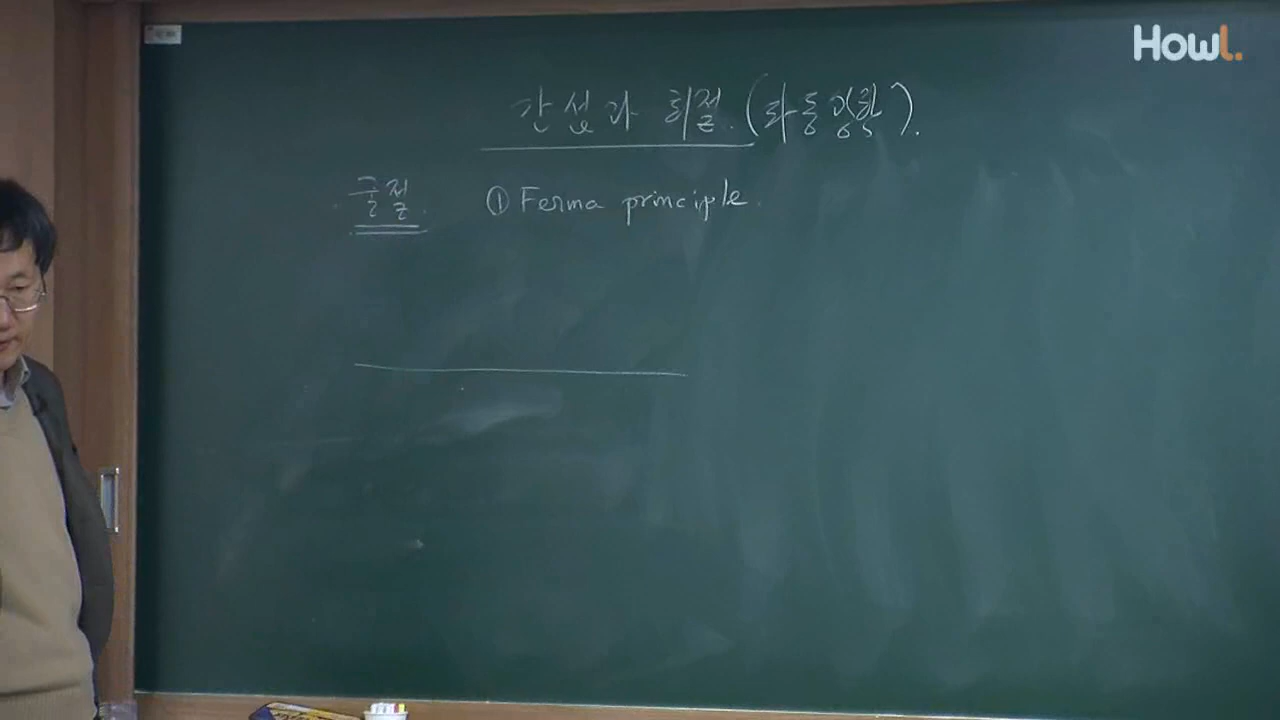 Howl.
간섭과 회절. (파동광학).
굴절. ① Ferma principle.